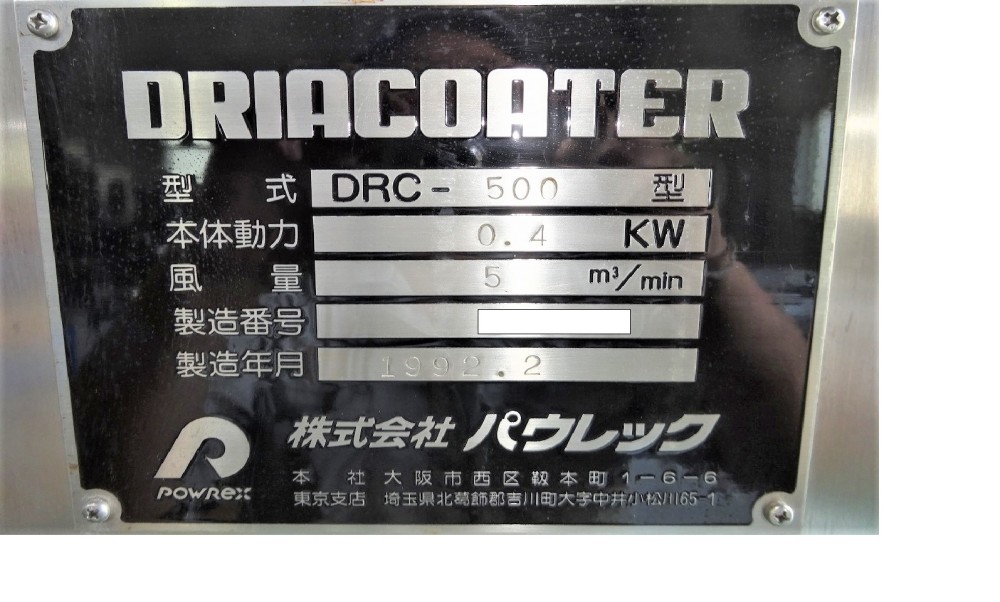 DRIACOATER
型式 DRC- 500 型
本体動力 0.4 KW
風量 5 m³/min
製造番号
製造年月 1992.2
株式会社 パウレック
POWREX
本社 大阪市西区靱本町1-6-6
東京支店 埼玉県北葛飾郡吉川町大字中井小松川65-1